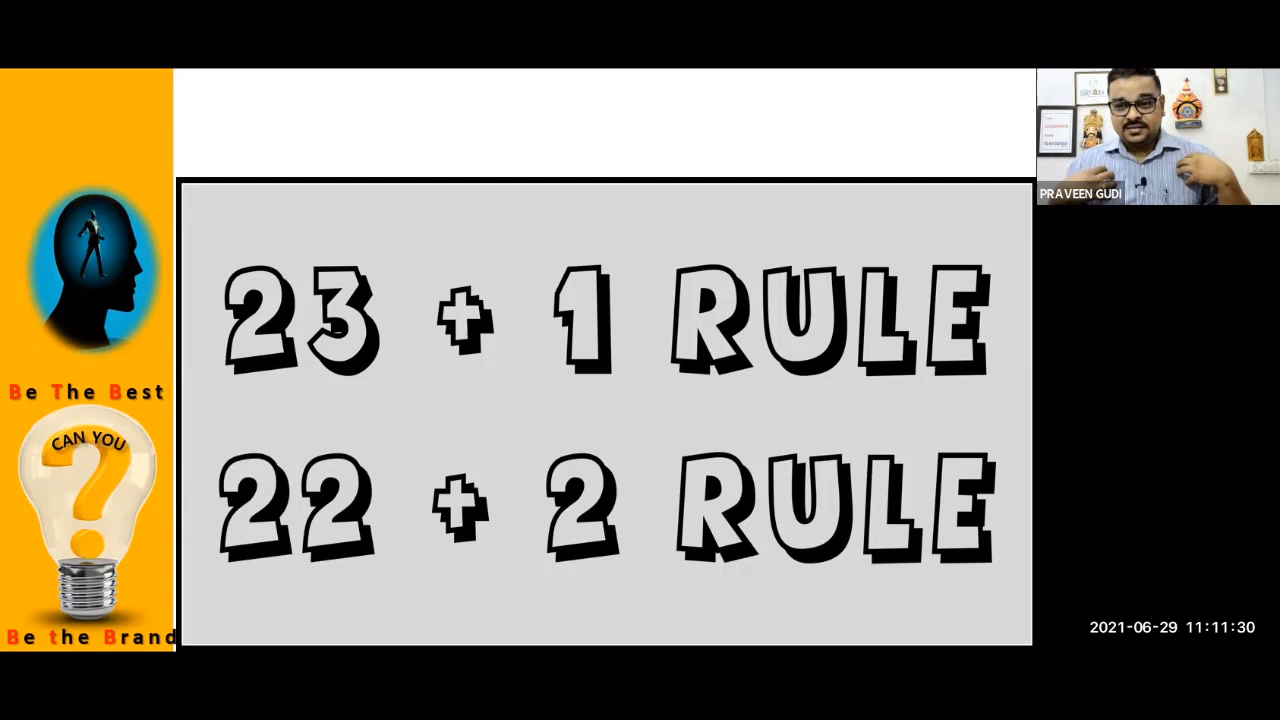 23 + 1 RULE
22 + 2 RULE
Be The Best
CAN YOU
?
Be the Brand
PRAVEEN GUDI
2021-06-29 11:11:30